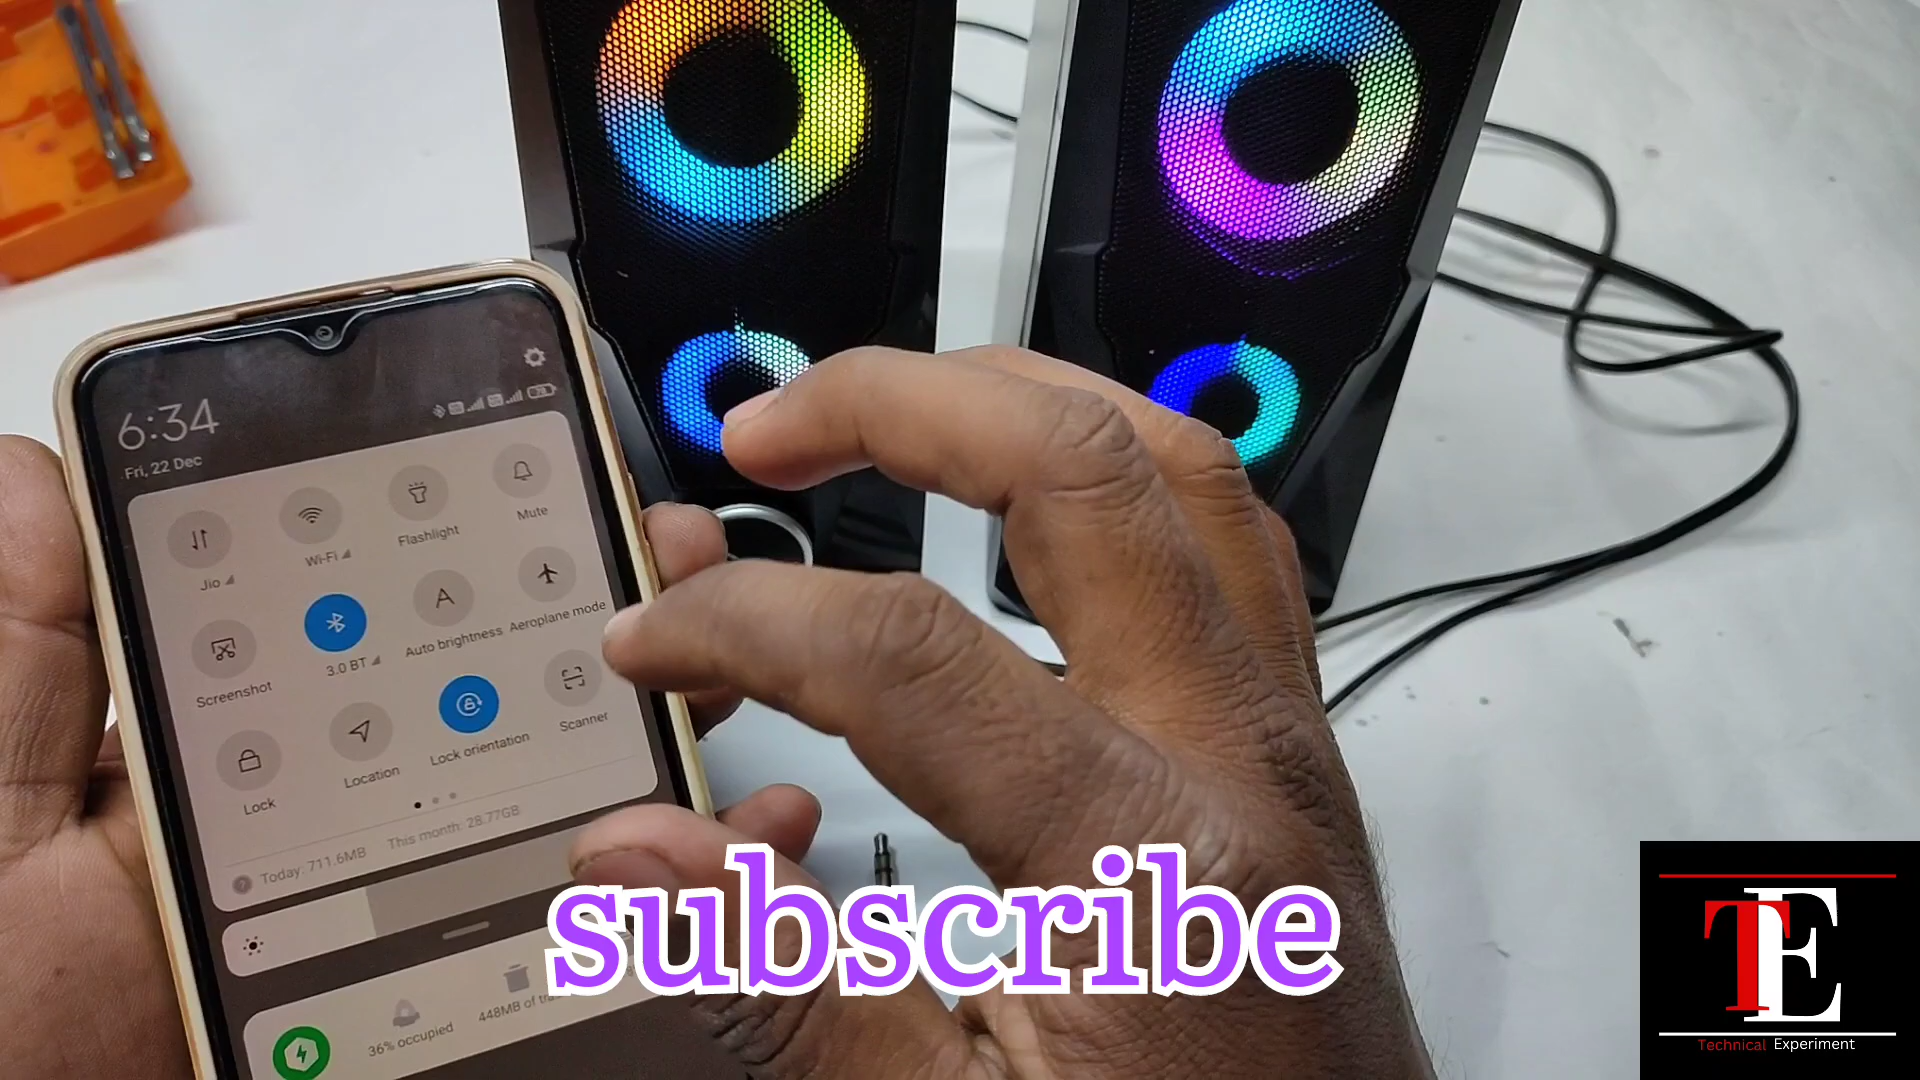 6:34
Fri, 22 Dec
Jio
Wi-Fi
Flashlight
Mute
Screenshot
3.0 BT
Auto brightness
Aeroplane mode
Lock
Location
Lock orientation
Scanner
Today: 711.6MB
This month: 28.77GB
36% occupied
448MB of
subscribe
TE
Technical Experiment